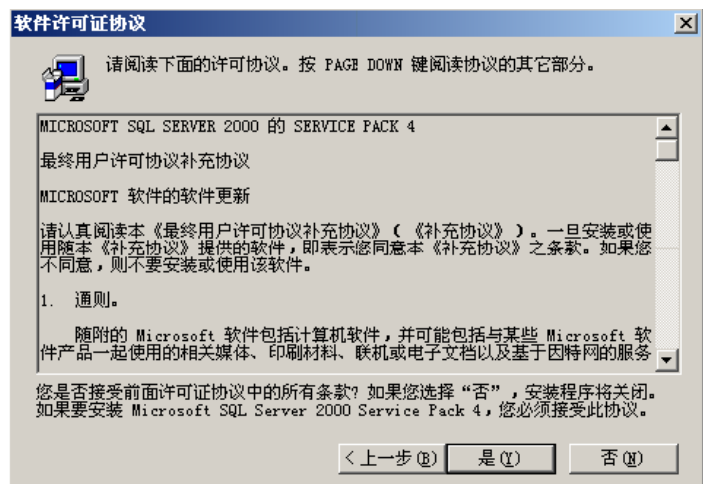 软件许可证协议
请阅读下面的许可协议。按 PAGE DOWN 键阅读协议的其它部分。
MICROSOFT SQL SERVER 2000 的 SERVICE PACK 4
最终用户许可协议补充协议
MICROSOFT 软件的软件更新
请认真阅读本《最终用户许可协议补充协议》(《补充协议》)。一旦安装或使
用随本《补充协议》提供的软件，即表示您同意本《补充协议》之条款。如果您
不同意，则不要安装或使用该软件。
1. 通则。
随附的 Microsoft 软件包括计算机软件，并可能包括与某些 Microsoft 软
件产品一起使用的相关媒体、印刷材料、联机或电子文档以及基于因特网的服务
您是否接受前面许可证协议中的所有条款? 如果您选择“否”，安装程序将关闭。
如果要安装 Microsoft SQL Server 2000 Service Pack 4，您必须接受此协议。
<上一步(B) 是(Y) 否(N)